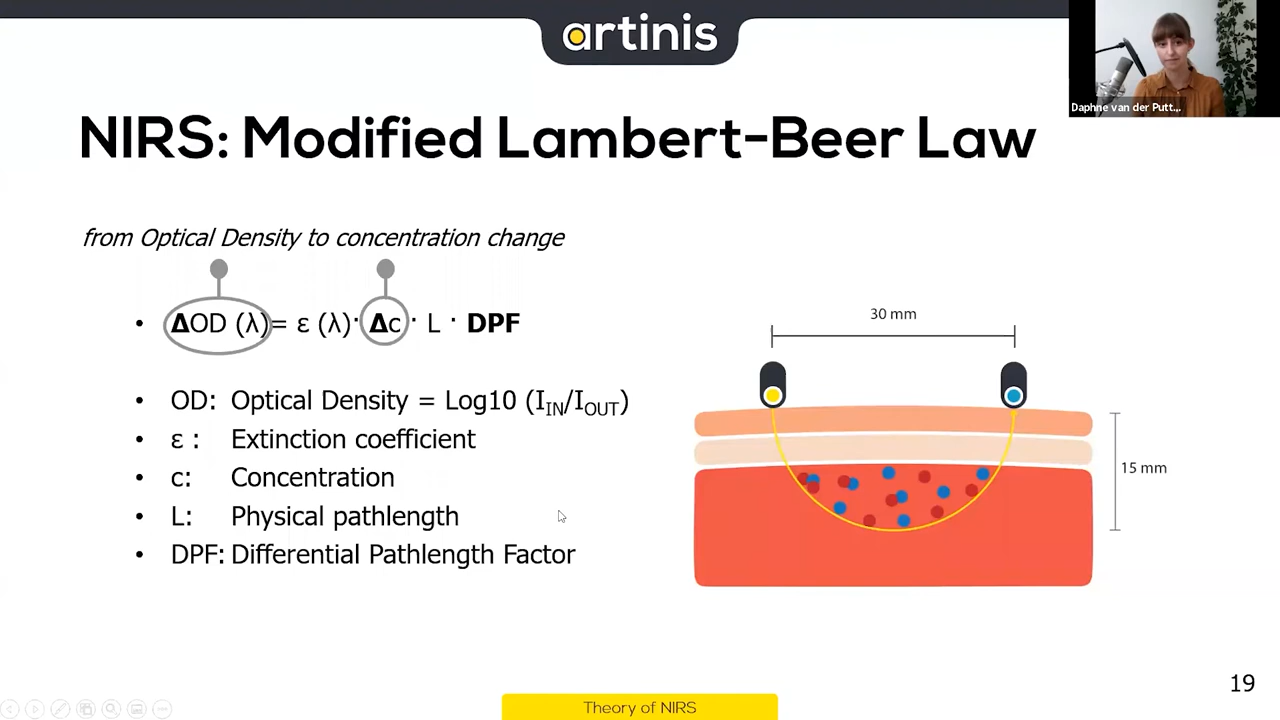 artinis
Daphne van der Putt...
NIRS: Modified Lambert-Beer Law
from Optical Density to concentration change
• ΔOD (λ)= ε (λ)· Δc · L · DPF
• OD: Optical Density = Log10 (IIN/IOUT)
• ε : Extinction coefficient
• c: Concentration
• L: Physical pathlength
• DPF: Differential Pathlength Factor
30 mm
15 mm
19
Theory of NIRS